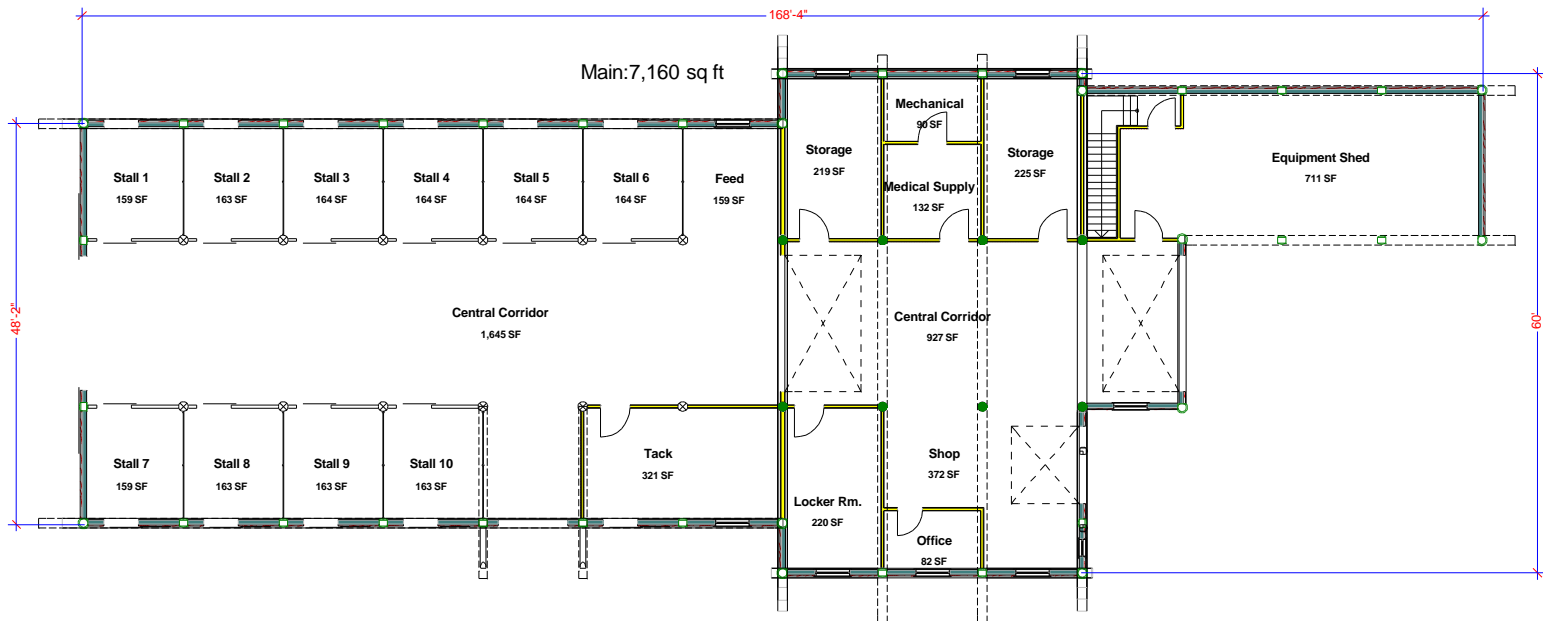 168'-4"
Main:7,160 sq ft
Mechanical
90 SF
Storage
219 SF
Storage
225 SF
Equipment Shed
711 SF
Stall 1
159 SF
Stall 2
163 SF
Stall 3
164 SF
Stall 4
164 SF
Stall 5
164 SF
Stall 6
164 SF
Feed
159 SF
Medical Supply
132 SF
48'-2"
Central Corridor
1,645 SF
Central Corridor
927 SF
60'
Stall 7
159 SF
Stall 8
163 SF
Stall 9
163 SF
Stall 10
163 SF
Tack
321 SF
Shop
372 SF
Locker Rm.
220 SF
Office
82 SF